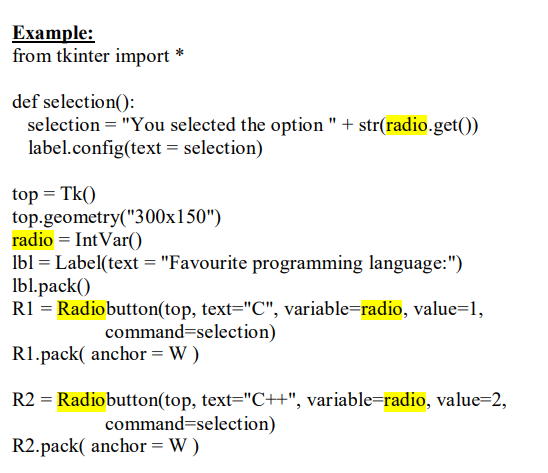 Example:
from tkinter import *
def selection():
selection = "You selected the option " + str(radio.get())
label.config(text = selection)
top = Tk()
top.geometry("300x150")
radio = IntVar()
lbl = Label(text = "Favourite programming language:")
lbl.pack()
R1 = Radiobutton(top, text="C", variable=radio, value=1,
command=selection)
R1.pack( anchor = W )
R2 = Radiobutton(top, text="C++", variable=radio, value=2,
command=selection)
R2.pack( anchor = W )